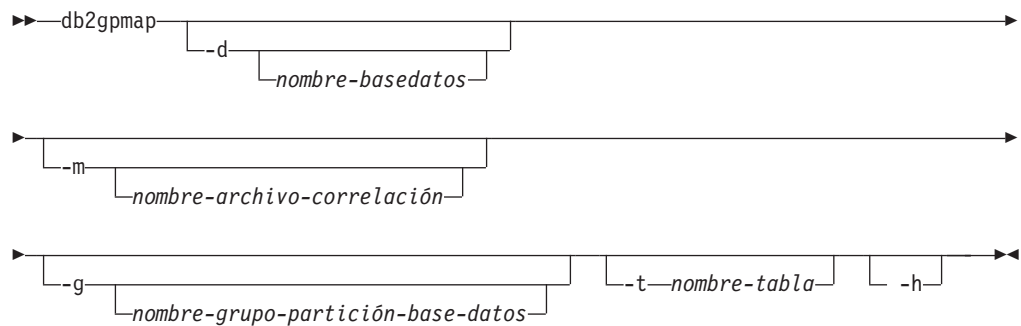 db2gpmap
-d
nombre-basedatos
-m
nombre-archivo-correlación
-g
-t nombre-tabla
-h
nombre-grupo-partición-base-datos